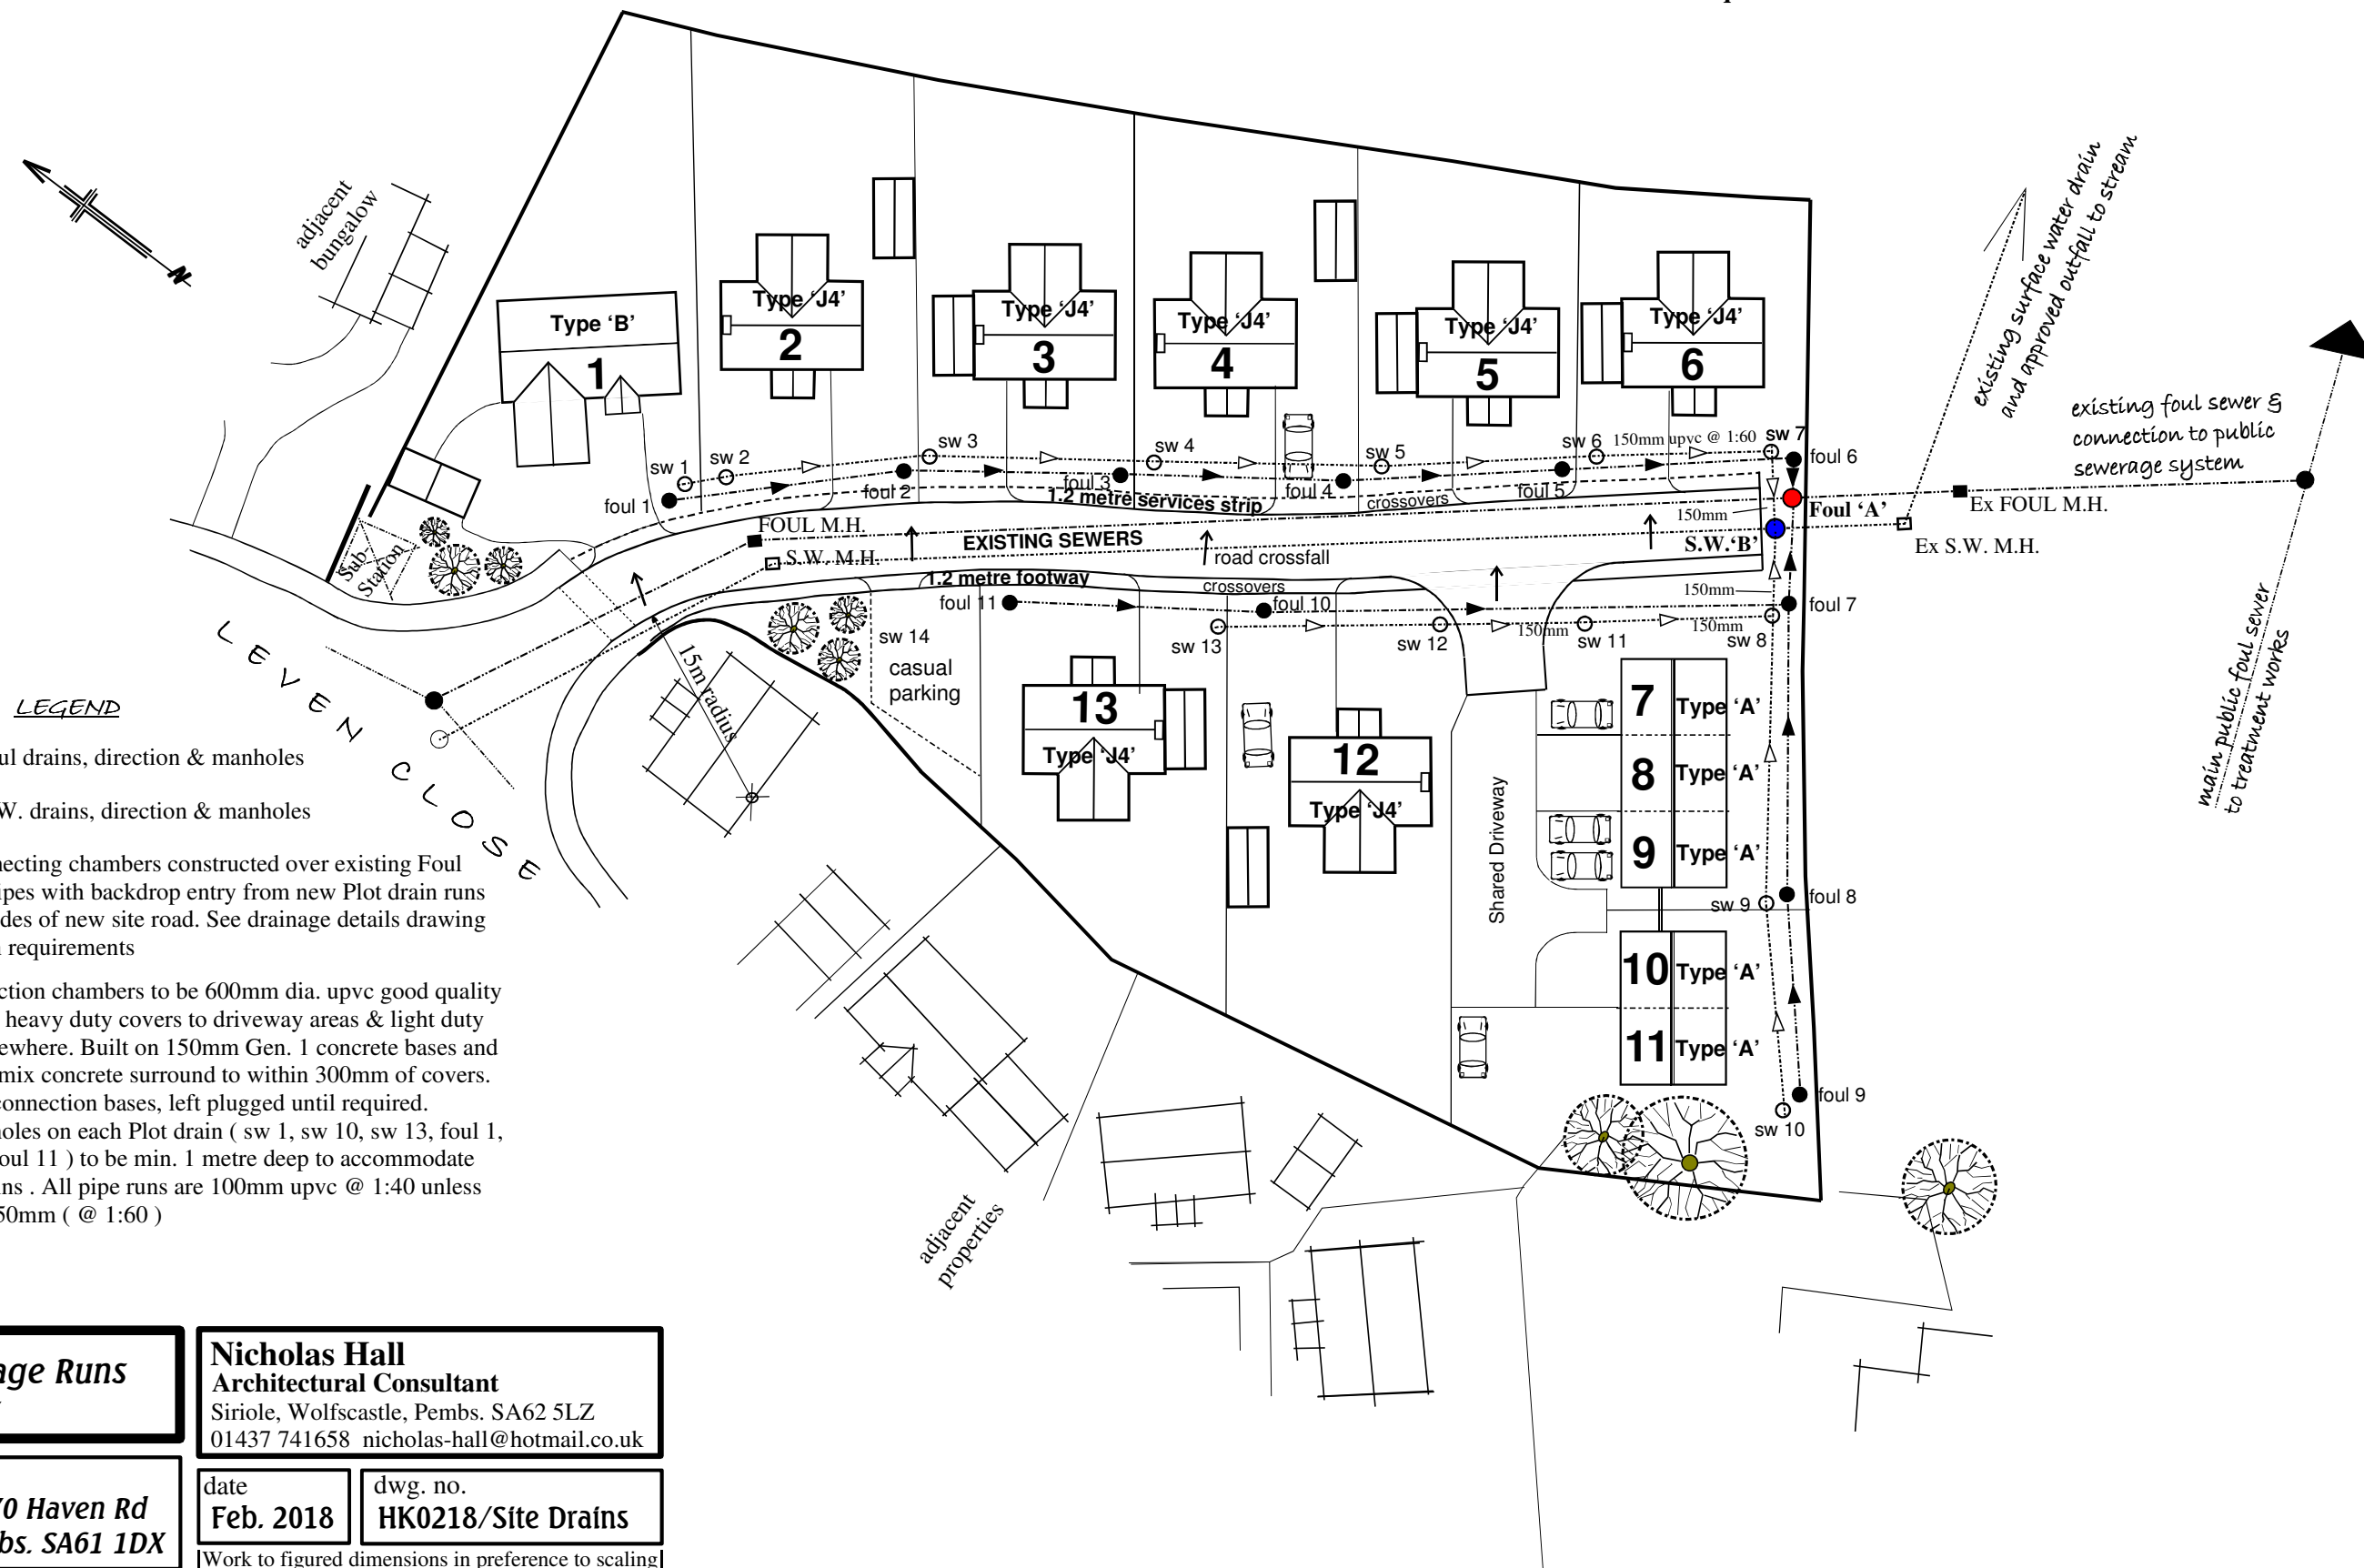 adjacent
bungalow
N
Type ‘B’
1
Type ‘J4’
2
Type ‘J4’
3
Type ‘J4’
4
Type ‘J4’
5
Type ‘J4’
6
existing surface water drain
and approved outfall to stream
existing foul sewer &
connection to public
sewerage system
main public foul sewer
to treatment works
sw 1
sw 2
sw 3
sw 4
sw 5
sw 6
150mm upvc @ 1:60
sw 7
foul 1
foul 2
foul 3
foul 4
foul 5
foul 6
1.2 metre services strip
crossovers
150mm
Foul ‘A’
Ex FOUL M.H.
S.W.‘B’
Ex S.W. M.H.
FOUL M.H.
S.W. M.H.
EXISTING SEWERS
road crossfall
1.2 metre footway
crossovers
Sub
Station
foul 11
foul 10
150mm
foul 7
sw 14
casual
parking
sw 13
sw 12
150mm
sw 11
150mm
sw 8
15m radius
LEVEN CLOSE
13
Type ‘J4’
12
Type ‘J4’
Shared Driveway
7
Type ‘A’
8
Type ‘A’
9
Type ‘A’
sw 9
foul 8
10
Type ‘A’
11
Type ‘A’
foul 9
sw 10
adjacent
properties
LEGEND
ul drains, direction & manholes
W. drains, direction & manholes
necting chambers constructed over existing Foul
ipes with backdrop entry from new Plot drain runs
des of new site road. See drainage details drawing
n requirements
ction chambers to be 600mm dia. upvc good quality
heavy duty covers to driveway areas & light duty
ewhere. Built on 150mm Gen. 1 concrete bases and
mix concrete surround to within 300mm of covers.
connection bases, left plugged until required.
oles on each Plot drain ( sw 1, sw 10, sw 13, foul 1,
oul 11 ) to be min. 1 metre deep to accommodate
ns . All pipe runs are 100mm upvc @ 1:40 unless
50mm ( @ 1:60 )
age Runs
Nicholas Hall
Architectural Consultant
Siriole, Wolfscastle, Pembs. SA62 5LZ
01437 741658 nicholas-hall@hotmail.co.uk
0 Haven Rd
bs. SA61 1DX
date
Feb. 2018
dwg. no.
HK0218/Site Drains
Work to figured dimensions in preference to scaling